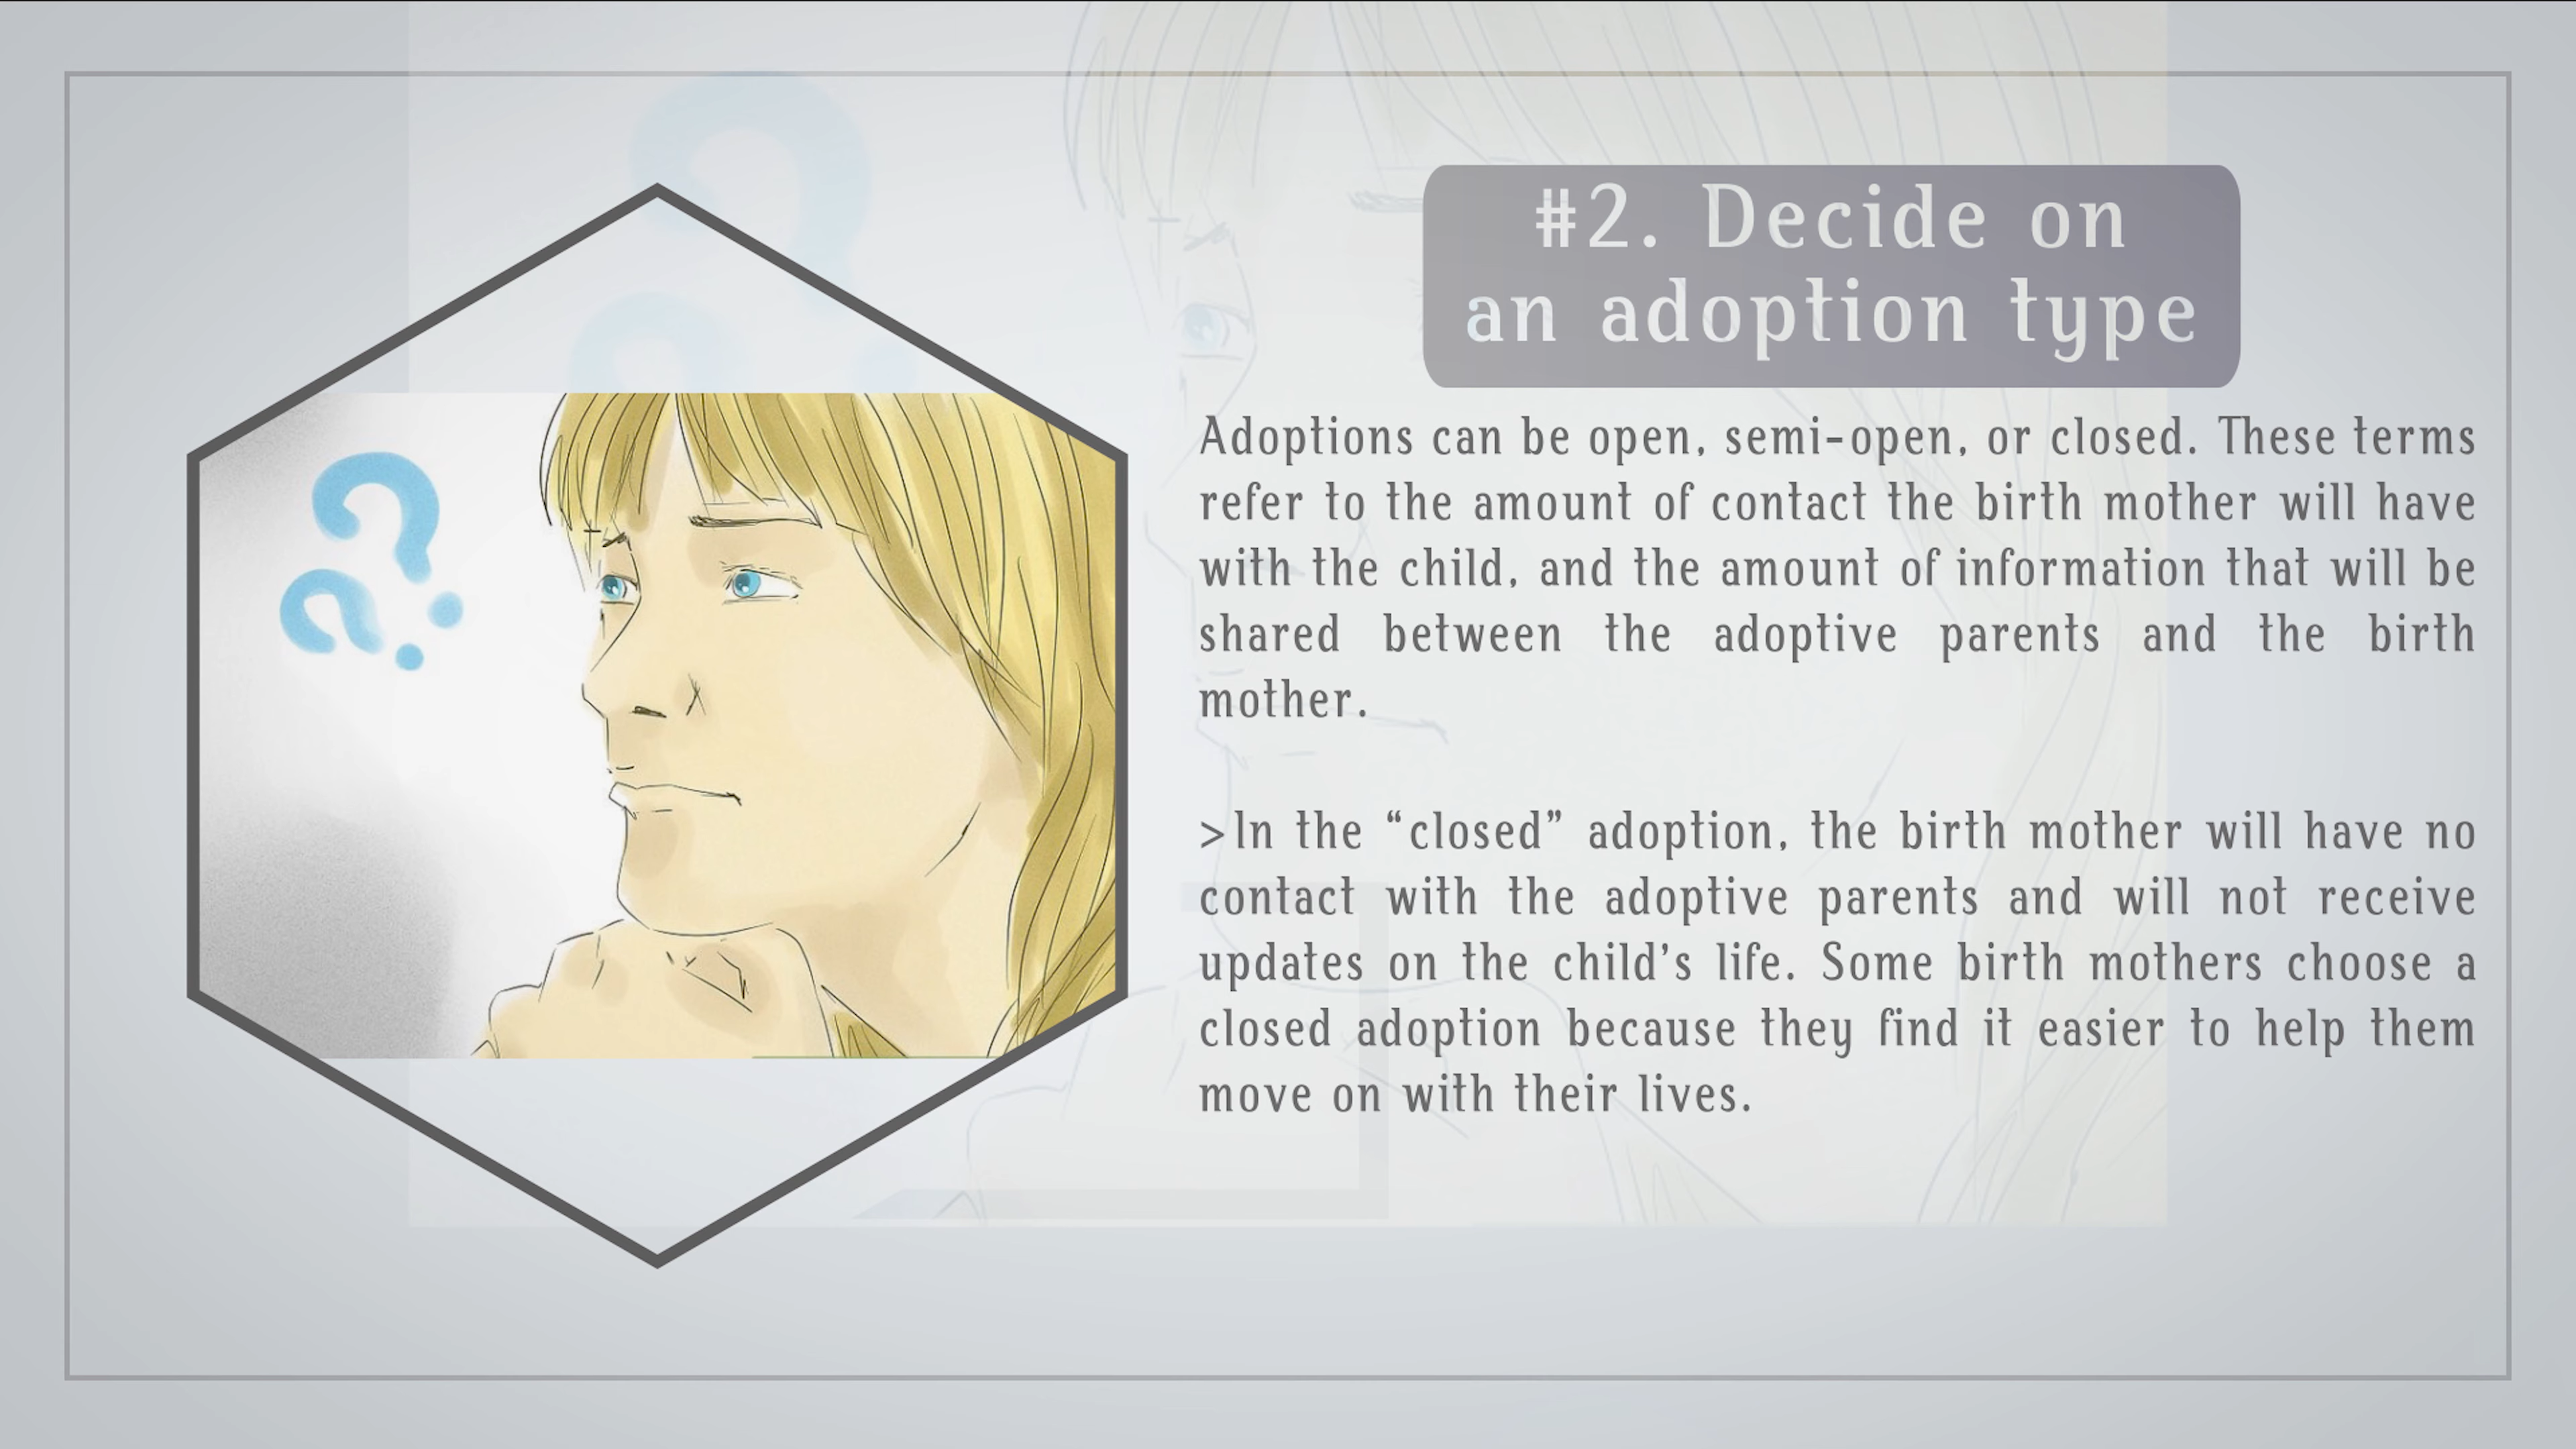 #2. Decide on
an adoption type
Adoptions can be open, semi-open, or closed. These terms
refer to the amount of contact the birth mother will have
with the child, and the amount of information that will be
shared between the adoptive parents and the birth
mother.
>In the “closed” adoption, the birth mother will have no
contact with the adoptive parents and will not receive
updates on the child’s life. Some birth mothers choose a
closed adoption because they find it easier to help them
move on with their lives.